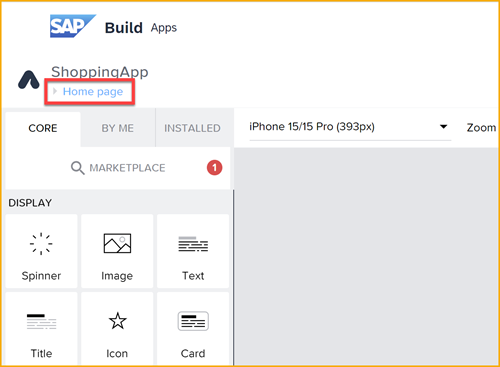 SAP Build Apps
ShoppingApp
Home page
CORE BY ME INSTALLED
iPhone 15/15 Pro (393px) Zoom
MARKETPLACE 1
DISPLAY
Spinner Image Text
Title Icon Card